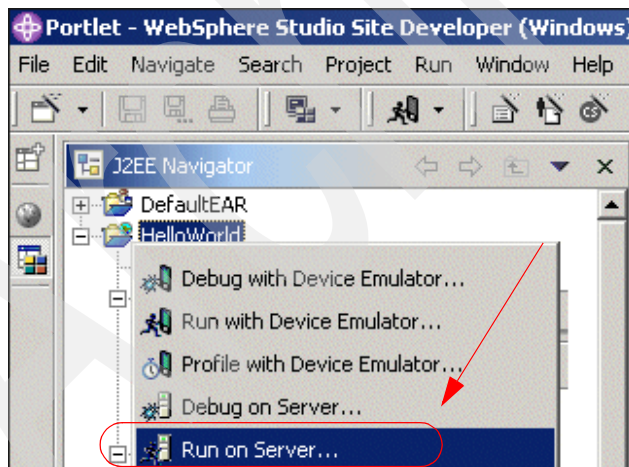 Portlet - WebSphere Studio Site Developer (Windows)
File Edit Navigate Search Project Run Window Help
J2EE Navigator
DefaultEAR
HelloWorld
Debug with Device Emulator...
Run with Device Emulator...
Profile with Device Emulator...
Debug on Server...
Run on Server...